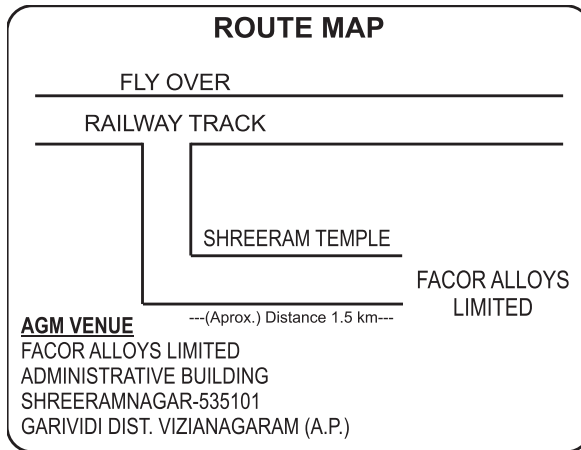 ROUTE MAP
FLY OVER
RAILWAY TRACK
SHREERAM TEMPLE
FACOR ALLOYS
LIMITED
---(Aprox.) Distance 1.5 km---
AGM VENUE
FACOR ALLOYS LIMITED
ADMINISTRATIVE BUILDING
SHREERAMNAGAR-535101
GARIVIDI DIST. VIZIANAGARAM (A.P.)